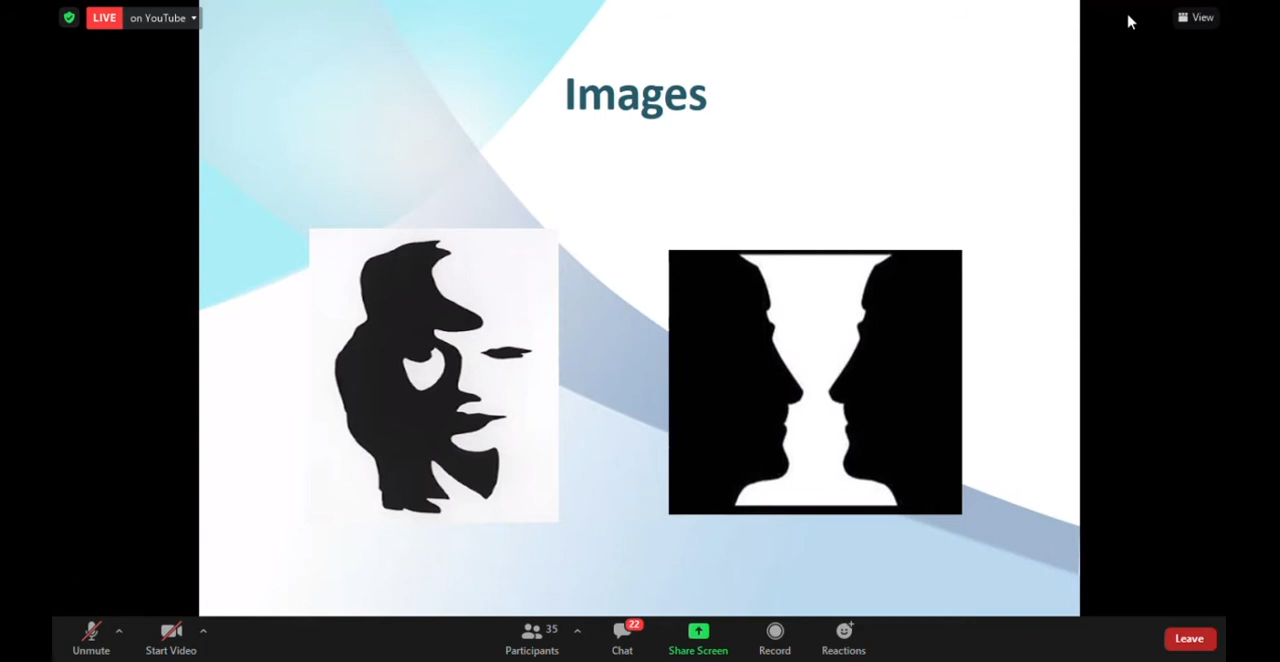 LIVE on YouTube
View
Images
Unmute
Start Video
35
Participants
22
Chat
Share Screen
Record
Reactions
Leave